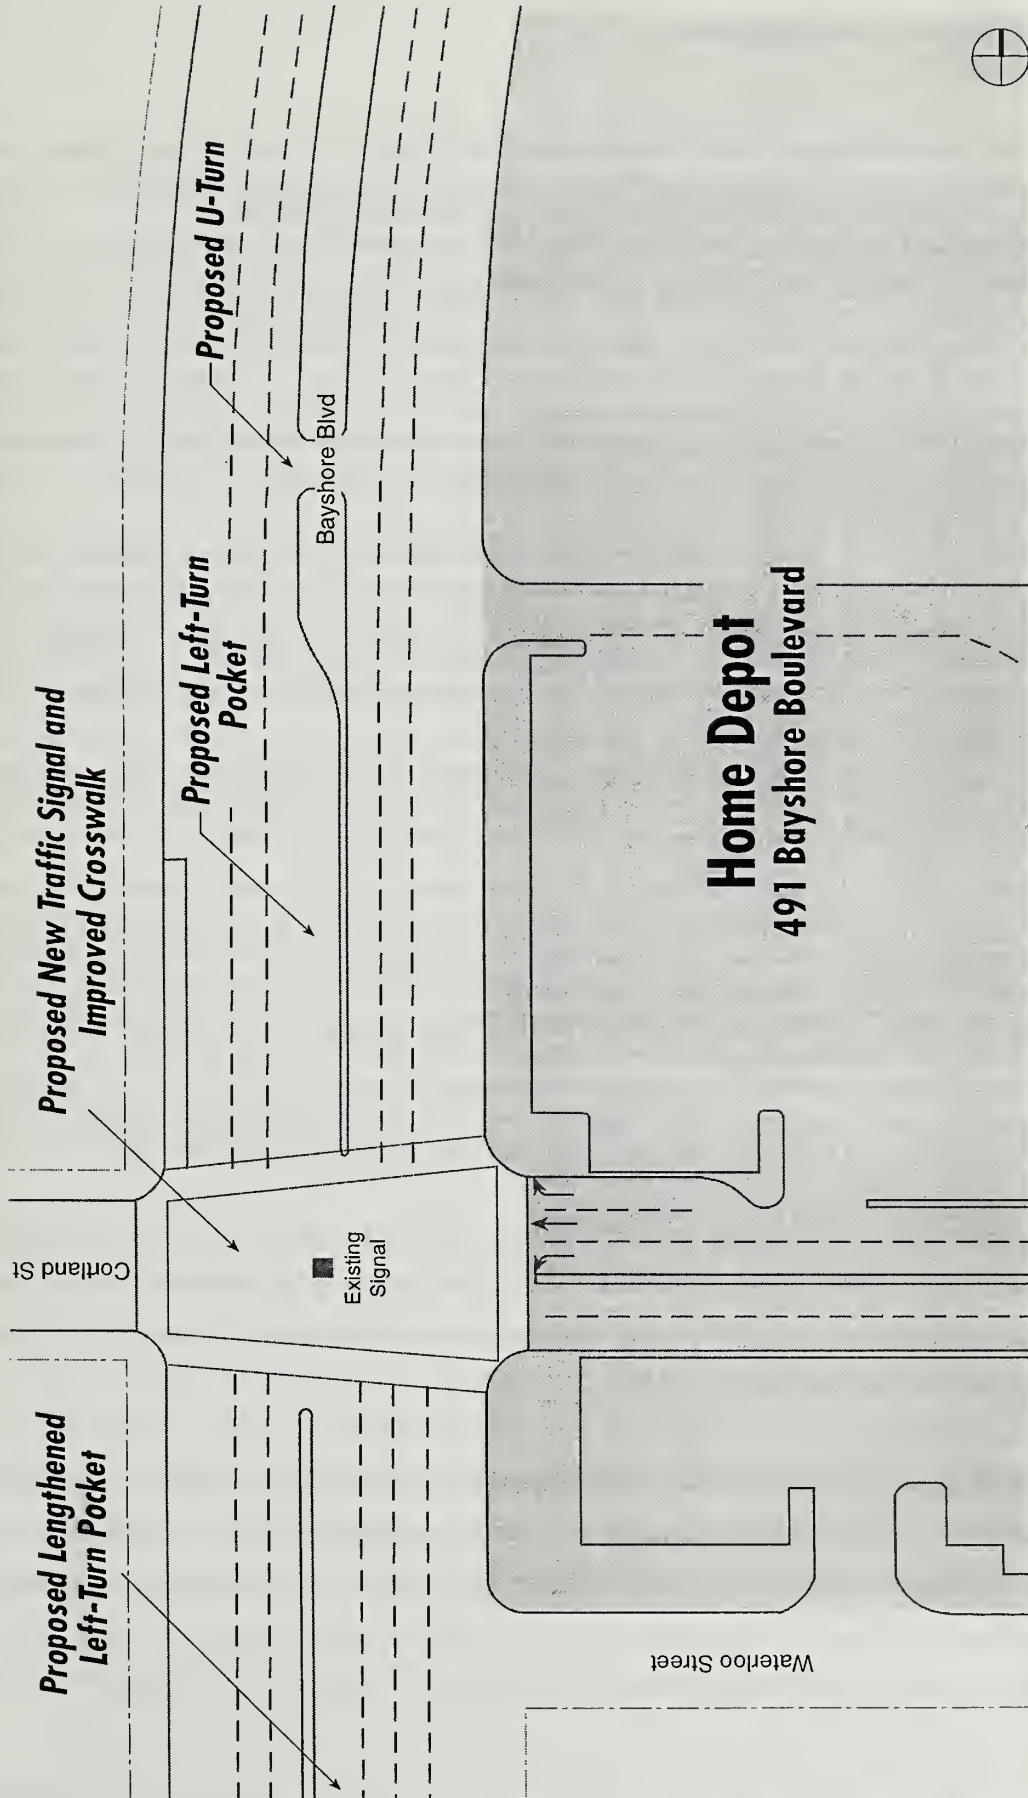 Proposed New Traffic Signal and
Improved Crosswalk
Proposed Lengthened
Left-Turn Pocket
Proposed Left-Turn
Pocket
Proposed U-Turn
Cortland St
Bayshore Blvd
Existing
Signal
Home Depot
491 Bayshore Boulevard
Waterloo Street